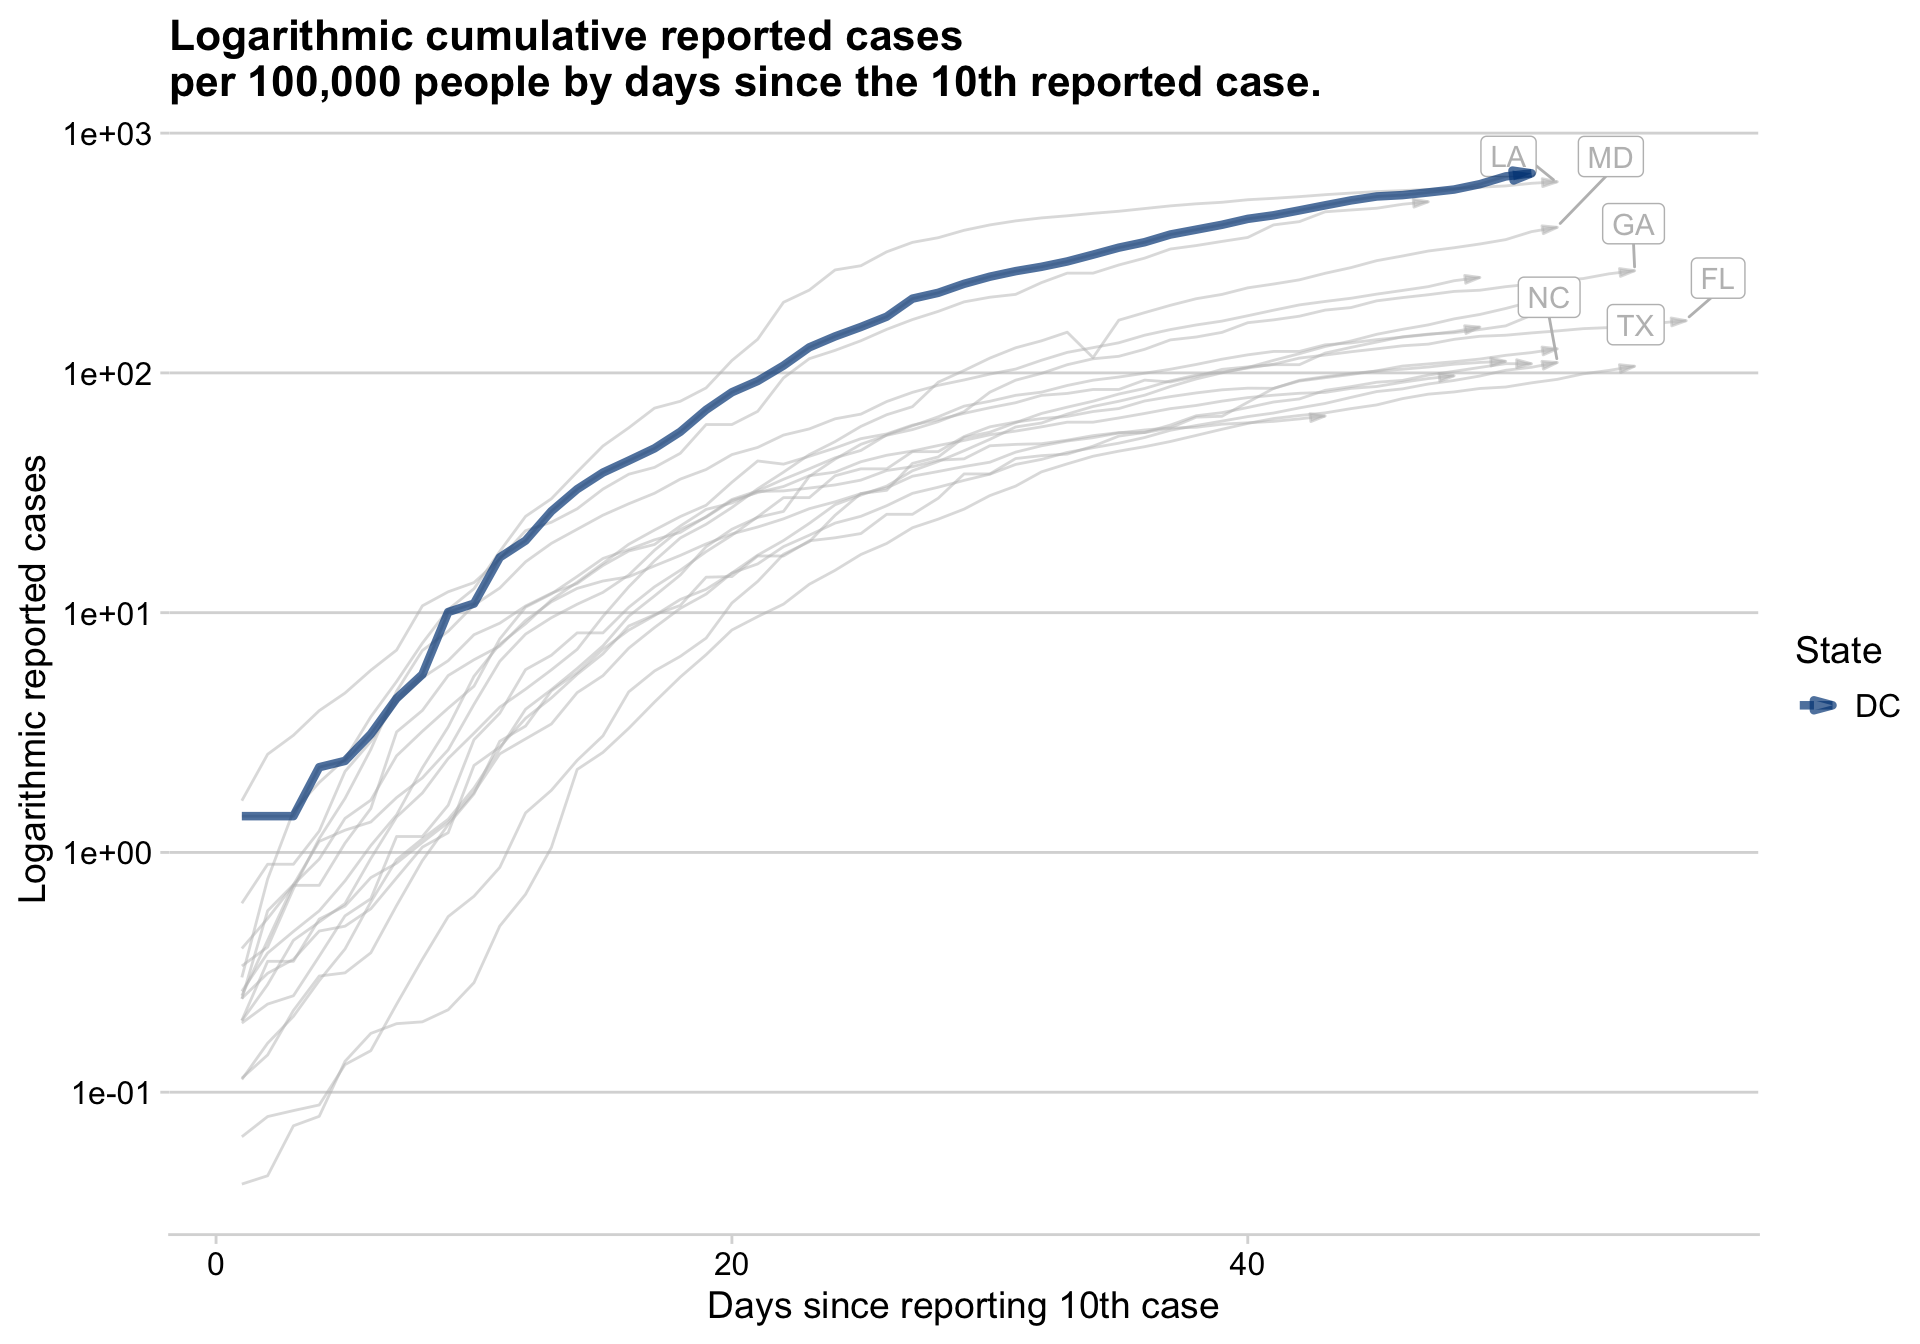 Logarithmic cumulative reported cases
per 100,000 people by days since the 10th reported case.
1e+03
LA
MD
GA
FL
NC
TX
1e+02
1e+01
1e+00
1e-01
Logarithmic reported cases
State
DC
0
20
40
Days since reporting 10th case